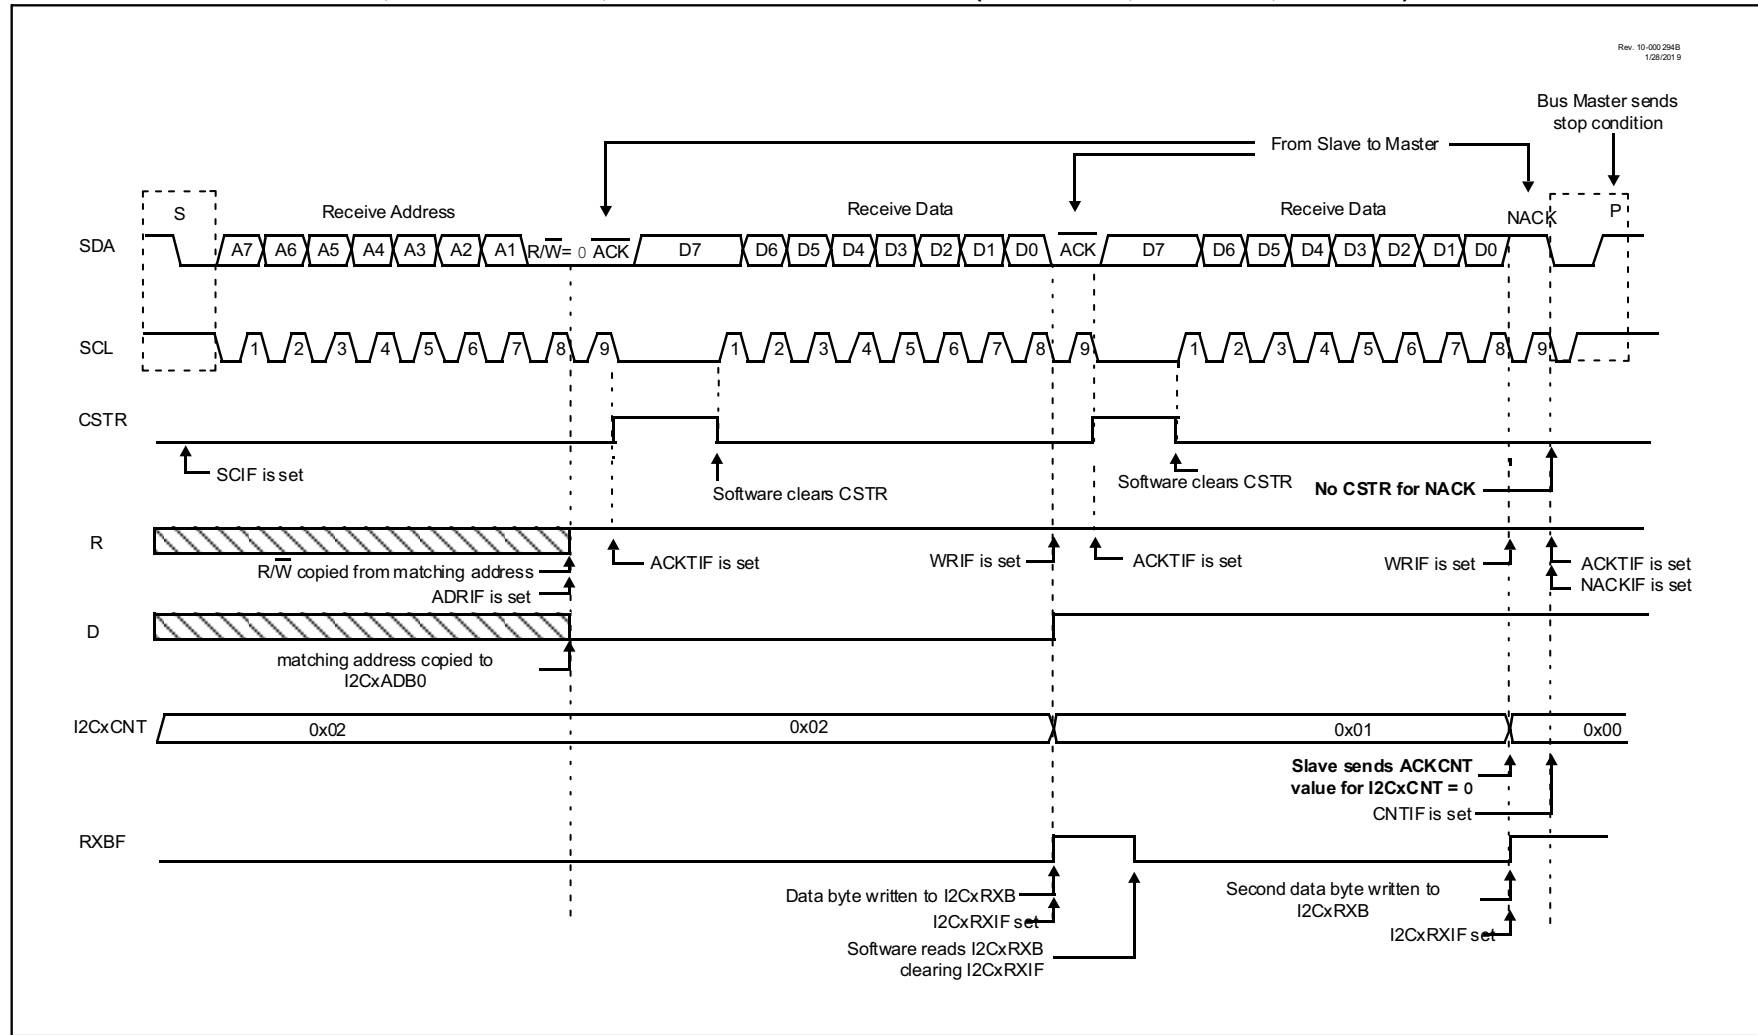 Rev. 10-000 294B
1/28/2019
Bus Master sends
stop condition
From Slave to Master
S
Receive Address
Receive Data
Receive Data
NACK
P
SDA
A7 A6 A5 A4 A3 A2 A1 R/W= 0 ACK D7 D6 D5 D4 D3 D2 D1 D0 ACK D7 D6 D5 D4 D3 D2 D1 D0
SCL
1 2 3 4 5 6 7 8 9 1 2 3 4 5 6 7 8 9 1 2 3 4 5 6 7 8 9
CSTR
SCIF is set
Software clears CSTR
Software clears CSTR
No CSTR for NACK
R
R/W copied from matching address
ADRIF is set
ACKTIF is set
WRIF is set
ACKTIF is set
WRIF is set
ACKTIF is set
NACKIF is set
D
matching address copied to
I2CxADB0
I2CxCNT
0x02
0x02
0x01
0x00
Slave sends ACKCNT
value for I2CxCNT = 0
CNTIF is set
RXBF
Data byte written to I2CxRXB
I2CxRXIF set
Software reads I2CxRXB
clearing I2CxRXIF
Second data byte written to
I2CxRXB
I2CxRXIF set